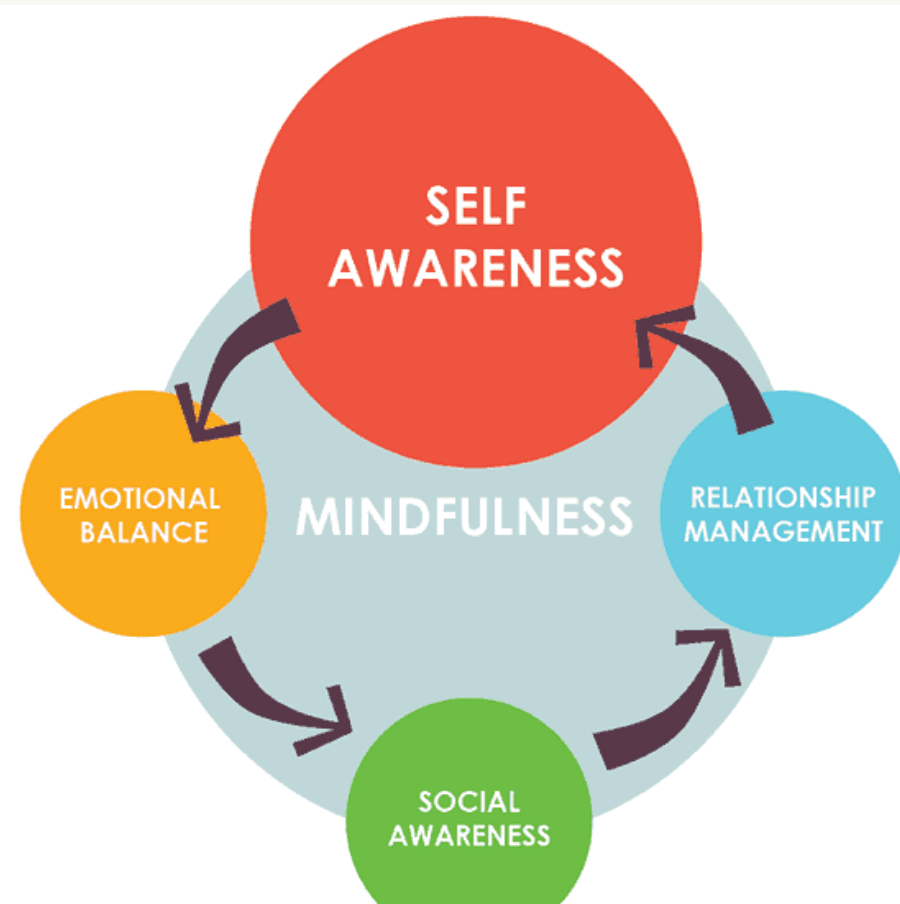 SELF
AWARENESS
EMOTIONAL
BALANCE
MINDFULNESS
RELATIONSHIP
MANAGEMENT
SOCIAL
AWARENESS